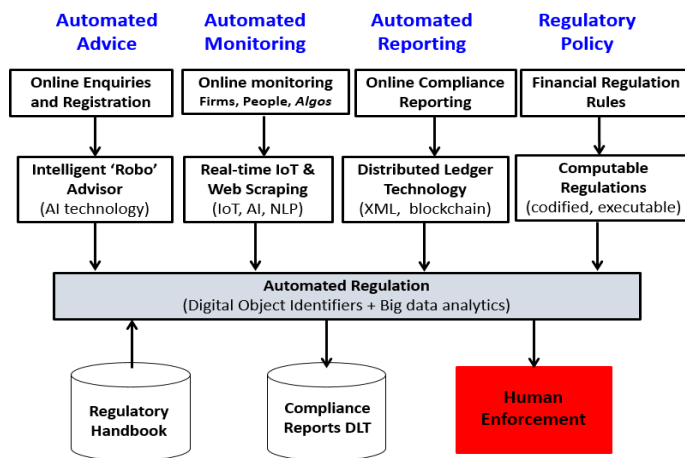 Automated
Advice
Automated
Monitoring
Automated
Reporting
Regulatory
Policy
Online Enquiries
and Registration
Online monitoring
Firms, People, Algos
Online Compliance
Reporting
Financial Regulation
Rules
Intelligent ‘Robo’
Advisor
(AI technology)
Real-time IoT &
Web Scraping
(IoT, AI, NLP)
Distributed Ledger
Technology
(XML, blockchain)
Computable
Regulations
(codified, executable)
Automated Regulation
(Digital Object Identifiers + Big data analytics)
Regulatory
Handbook
Compliance
Reports DLT
Human
Enforcement